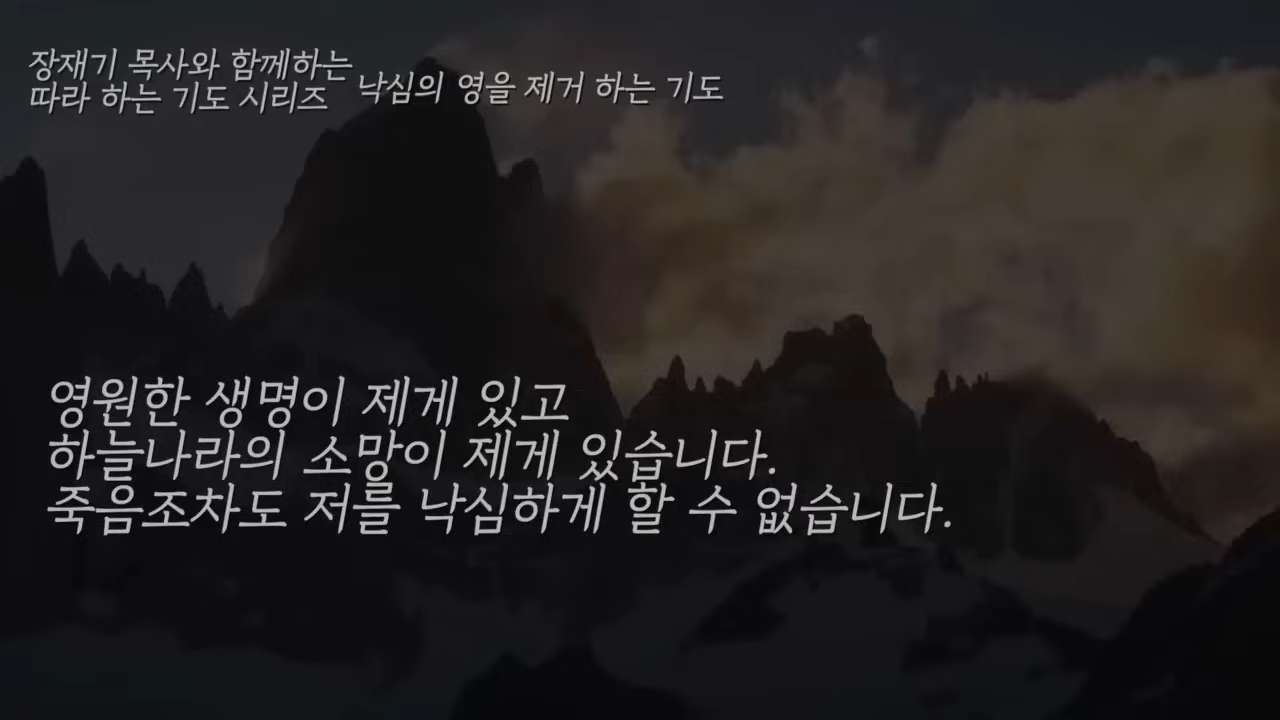 장재기 목사와 함께하는
따라 하는 기도 시리즈
낙심의 영을 제거 하는 기도
영원한 생명이 제게 있고
하늘나라의 소망이 제게 있습니다.
죽음조차도 저를 낙심하게 할 수 없습니다.